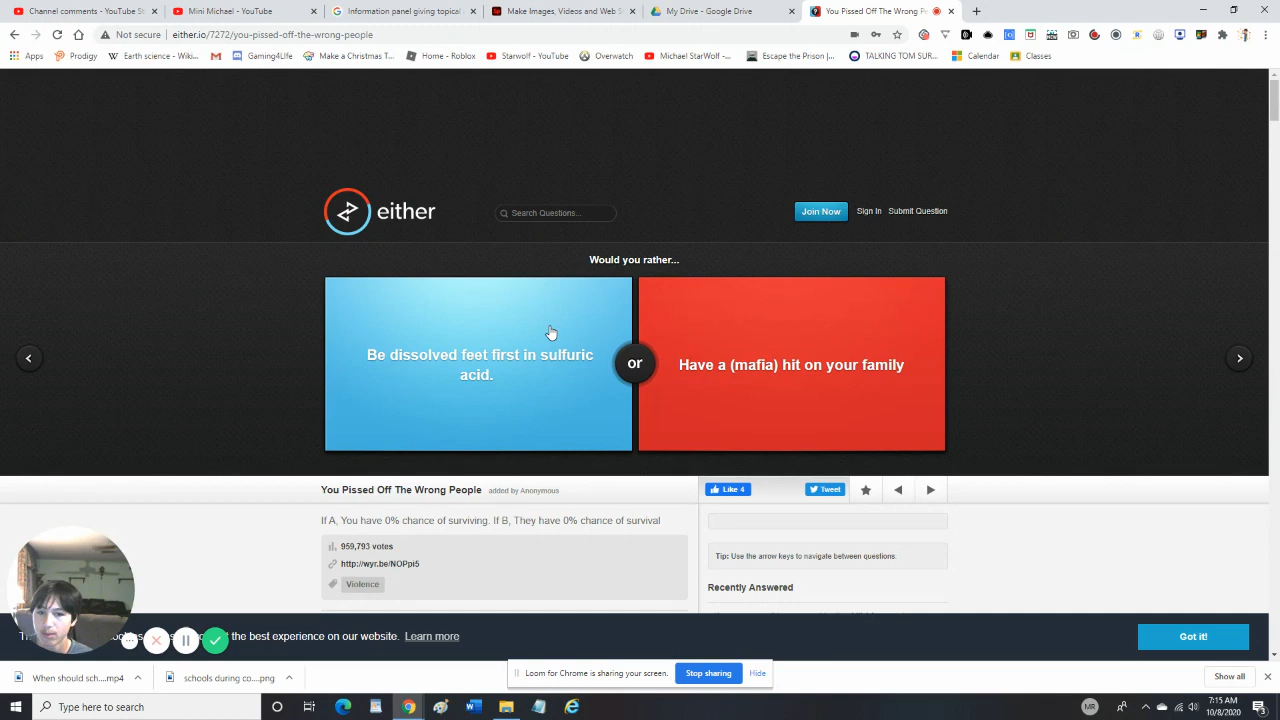 Channel comments - YouTube St
Mini Michael - YouTube
Information panel giving topical c
Make Images, Videos and Web S
My Drive - Google Drive
You Pissed Off The Wrong Peo
Not secure
either.io/7272/you-pissed-off-the-wrong-people
Apps
Prodigy
Earth science - Wiki...
Gaming4Life
Make a Christmas T...
Home - Roblox
Starwolf - YouTube
Overwatch
Michael StarWolf -...
Escape the Prison |...
TALKING TOM SUR...
Calendar
Classes
either
Search Questions...
Join Now
Sign In
Submit Question
Would you rather...
Be dissolved feet first in sulfuric
acid.
or
Have a (mafia) hit on your family
You Pissed Off The Wrong People
added by Anonymous
Like 4
Tweet
If A, You have 0% chance of surviving. If B, They have 0% chance of survival
959,793 votes
http://wyr.be/NOPpi5
Violence
Tip: Use the arrow keys to navigate between questions.
Recently Answered
the best experience on our website. Learn more
Got it!
When should sch....mp4
schools during co....png
Loom for Chrome is sharing your screen.
Stop sharing
Hide
Show all
Type here to search
MR
7:15 AM
10/8/2020